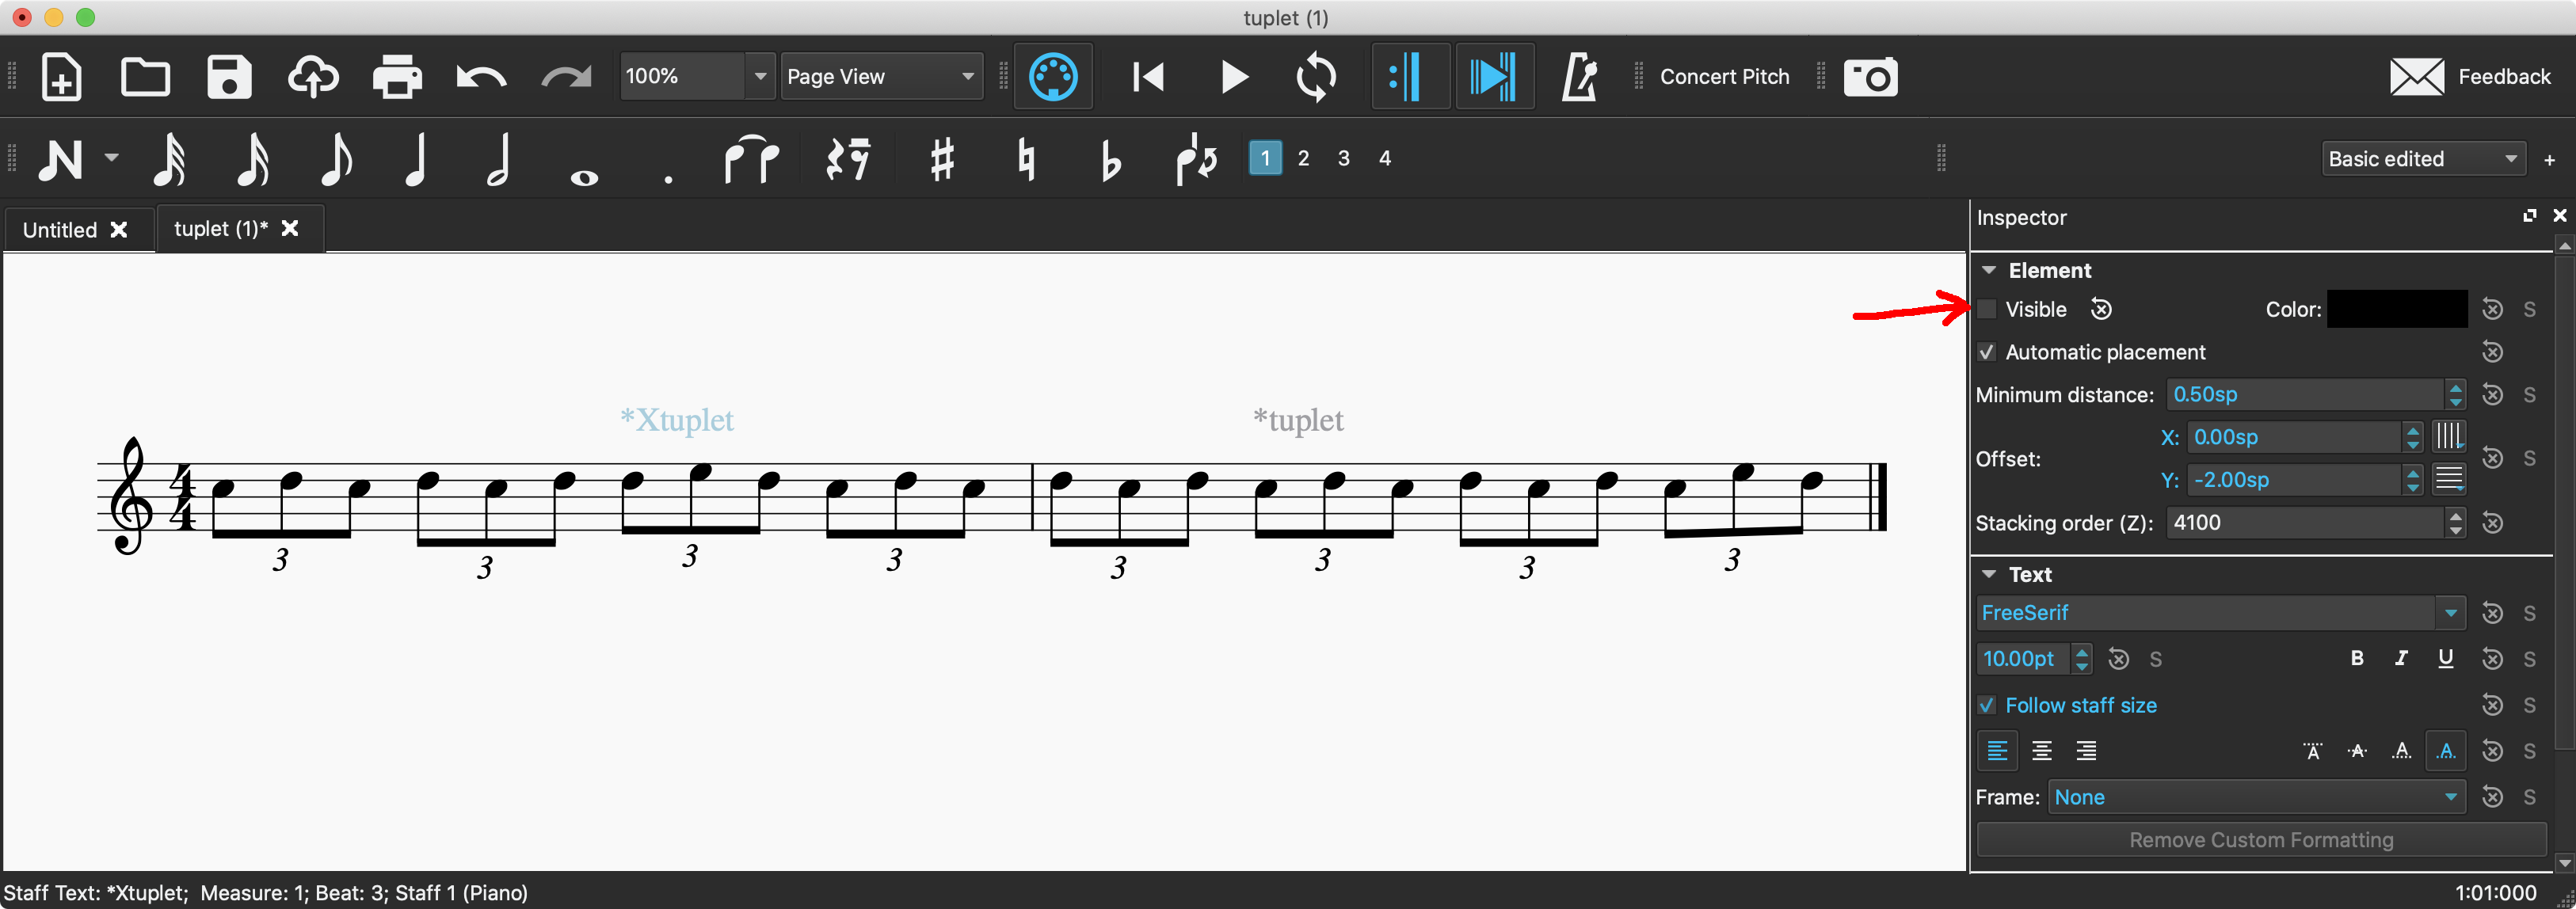 tuplet (1)
100% Page View Concert Pitch Feedback
N 1 2 3 4 Basic edited +
Untitled tuplet (1)* Inspector
Element
Visible Color: S
Automatic placement
Minimum distance: 0.50sp S
Offset: X: 0.00sp S
Y: -2.00sp
Stacking order (Z): 4100
Text
FreeSerif S
10.00pt S B I U S
Follow staff size S
A A A A S
Frame: None S
Remove Custom Formatting
*Xtuplet *tuplet
4
4
3 3 3 3 3 3 3 3
Staff Text: *Xtuplet; Measure: 1; Beat: 3; Staff 1 (Piano) 1:01:000